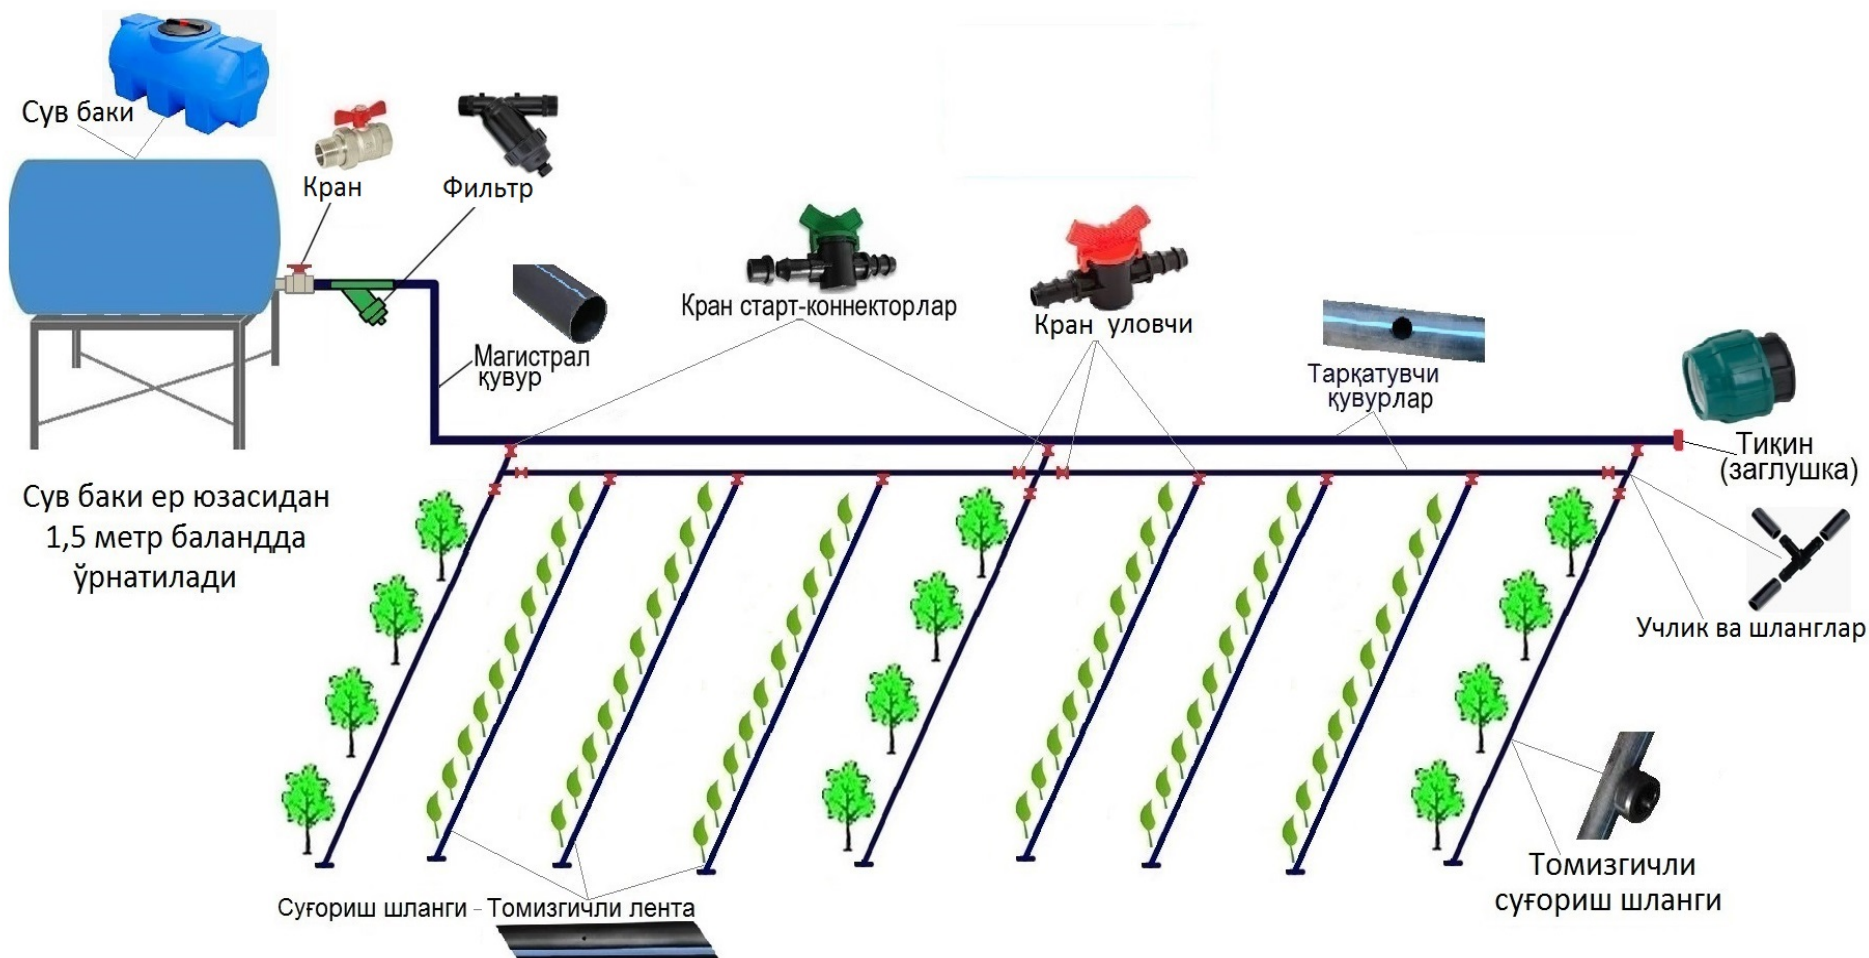 Сув баки
Кран
Фильтр
Магистрал
қувур
Кран старт-коннекторлар
Кран уловчи
Тарқатувчи
қувурлар
Тиқин
(заглушка)
Сув баки ер юзасидан
1,5 метр баландда
ўрнатилади
Учлик ва шланглар
Томизгичли
суғориш шланги
Суғориш шланги - Томизгичли лента